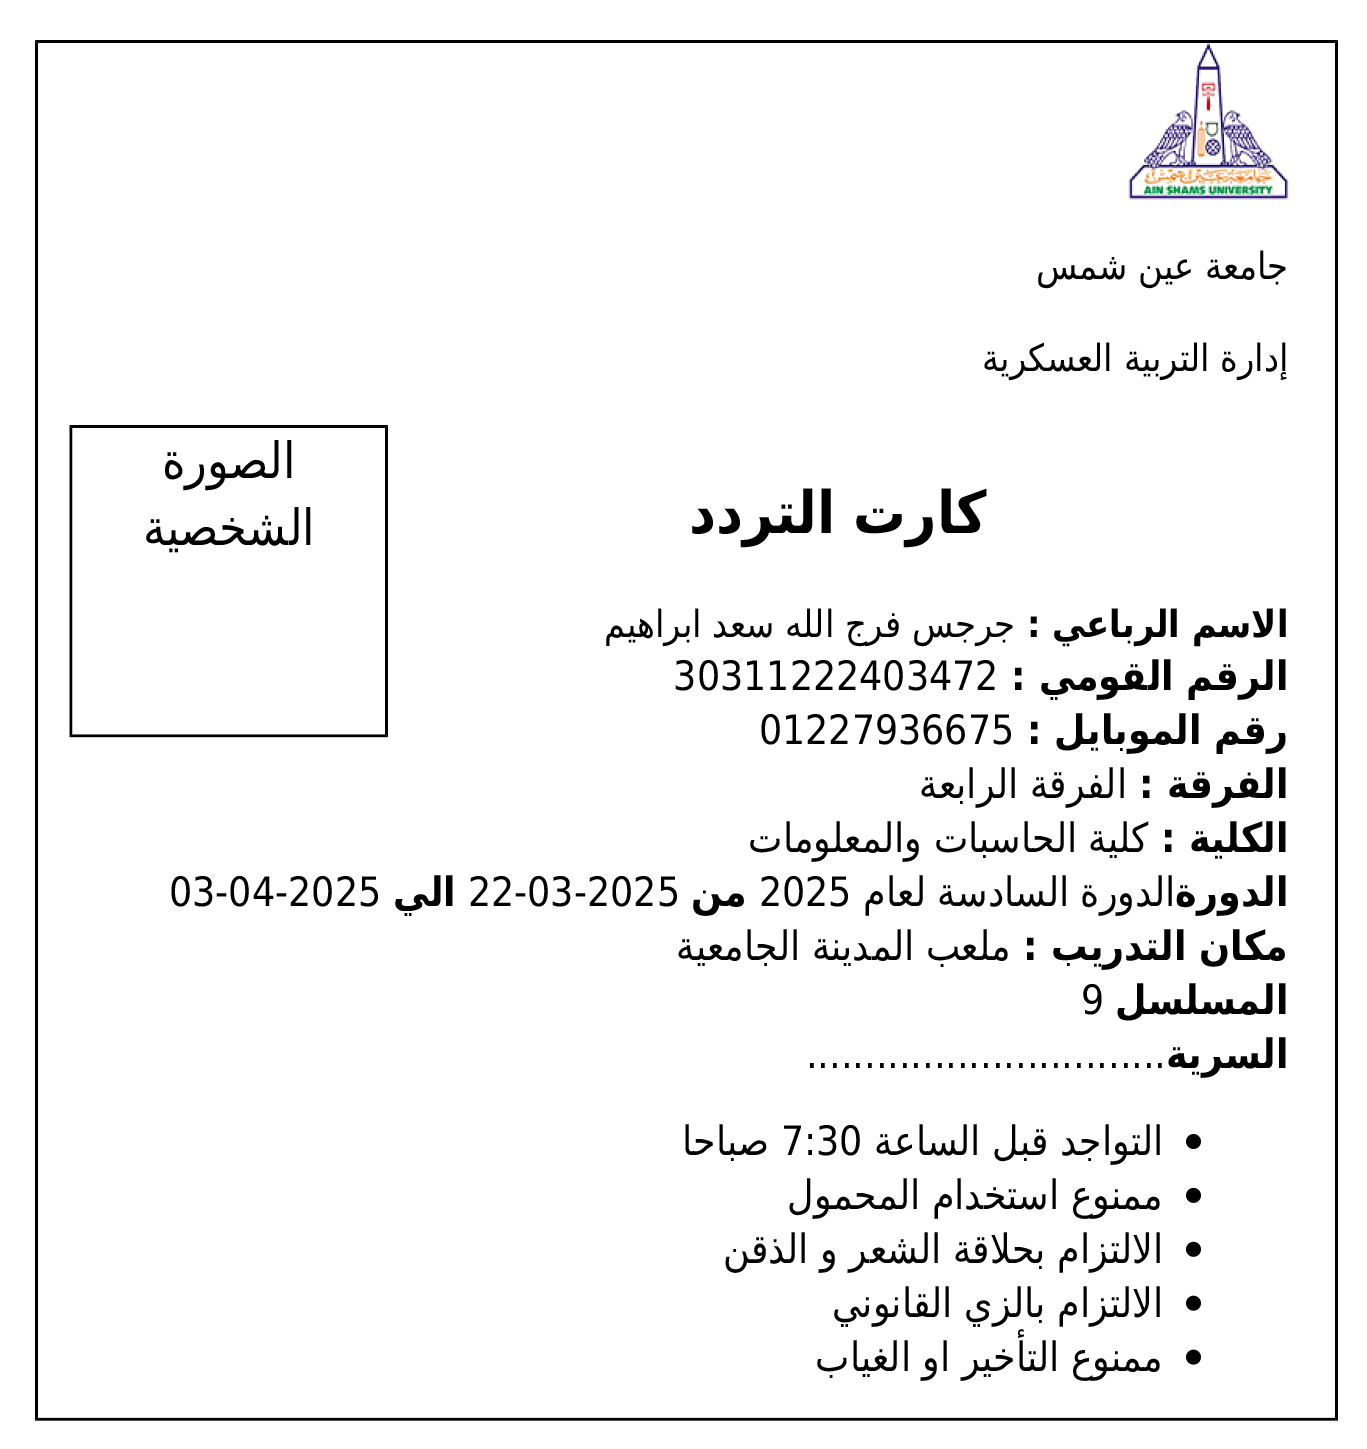 جامعة عين شمس
AIN SHAMS UNIVERSITY
جامعة عين شمس
إدارة التربية العسكرية
الصورة
الشخصية
كارت التردد
الاسم الرباعي : جرجس فرج الله سعد ابراهيم
الرقم القومي : 30311222403472
رقم الموبايل : 01227936675
الفرقة : الفرقة الرابعة
الكلية : كلية الحاسبات والمعلومات
الدورةالدورة السادسة لعام 2025 من 2025-03-22 الي 2025-04-03
مكان التدريب : ملعب المدينة الجامعية
المسلسل 9
السرية..............................
• التواجد قبل الساعة 7:30 صباحا
• ممنوع استخدام المحمول
• الالتزام بحلاقة الشعر و الذقن
• الالتزام بالزي القانوني
• ممنوع التأخير او الغياب